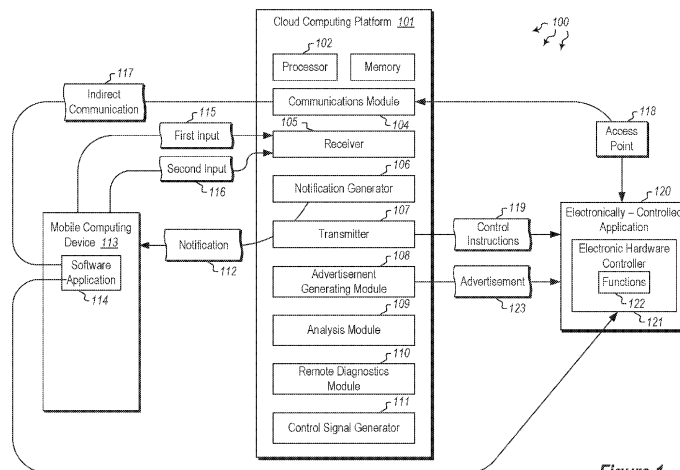 Cloud Computing Platform 101
100
102
Processor
Memory
117
Indirect
Communication
115
Communications Module
104
105
118
Access
Point
First Input
Receiver
Second Input
116
106
Notification Generator
120
Electronically – Controlled
Application
107
119
Mobile Computing
Device 113
Notification
112
Transmitter
Control
Instructions
Electronic Hardware
Controller
Software
Application
114
108
Advertisement
Generating Module
Advertisement
123
Functions
122
121
109
Analysis Module
110
Remote Diagnostics
Module
111
Control Signal Generator